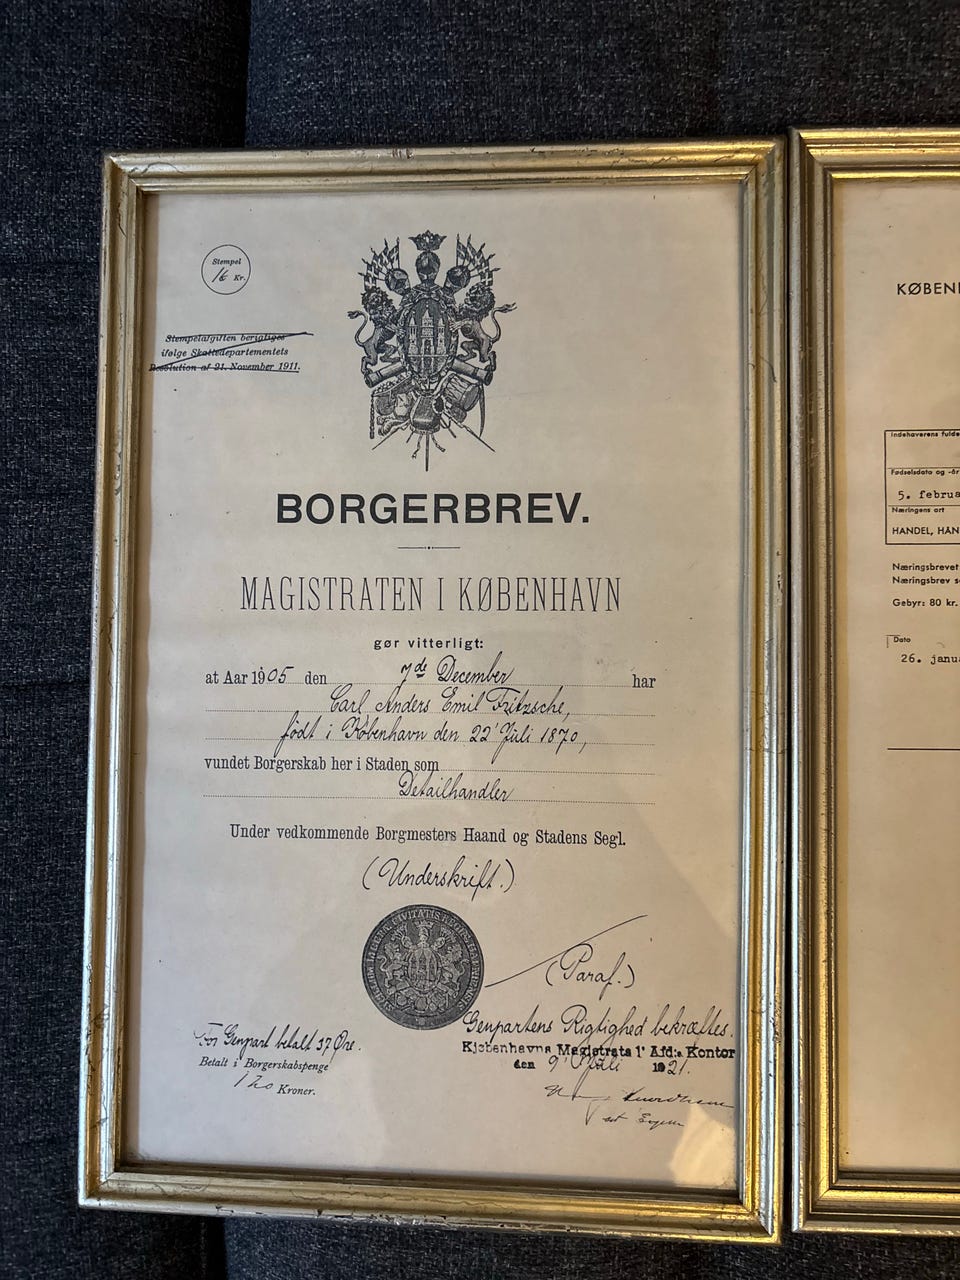 Stempel
Kr.
Stempelafgiften berigtiges
ifølge Skattedepartementets
Resolution af 21. November 1911.
BORGERBREV.
MAGISTRATEN I KØBENHAVN
gør vitterligt:
at Aar 1905 den 7de December har
Carl Anders Emil Fritzsche,
født i København den 22' Juli 1870,
vundet Borgerskab her i Staden som
Detailhandler
Under vedkommende Borgmesters Haand og Stadens Segl.
(Underskrift.)
(Paraf.)
Genpartens Rigtighed bekræftes.
Kjøbenhavns Magistrats 1' Afd:s Kontor
den 9' Juli 1921.
For Genpart betalt 37 Øre.
Betalt i Borgerskabspenge
Kroner.
KØBEN
Indehaverens fulde
Fødselsdato og -år
5. februa
Næringens art
HANDEL, HÅN
Næringsbrevet
Næringsbrev s
Gebyr: 80 kr.
Dato
26. janua